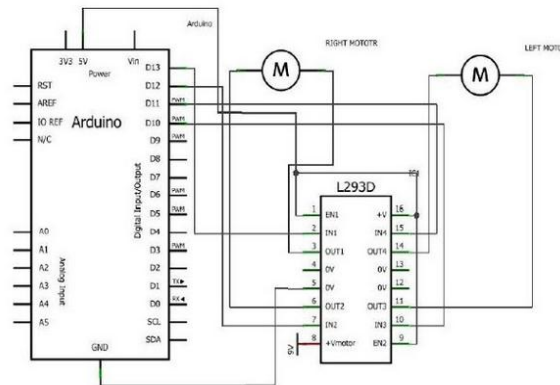 Arduino
RIGHT MOTOTR
LEFT MOTO
3V3
5V
Vin
Power
RST
AREF
IO REF
N/C
Arduino
A0
A1
A2
A3
A4
A5
Analog Input
Digital Input/Output
D13
D12
D11
PWM
D10
PWM
D9
PWM
D8
D7
D6
PWM
D5
PWM
D4
D3
PWM
D2
D1
TX
D0
RX
SCL
SDA
GND
M
M
L293D
1
EN1
2
IN1
3
OUT1
4
0V
5
0V
6
OUT2
7
IN2
8
+Vmotor
16
+V
15
IN4
14
OUT4
13
0V
12
0V
11
OUT3
10
IN3
9
EN2